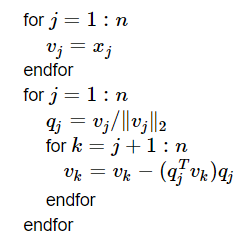 for j = 1 : n
v_j = x_j
endfor
for j = 1 : n
q_j = v_j/‖v_j‖_2
for k = j + 1 : n
v_k = v_k − (q_j^T v_k)q_j
endfor
endfor